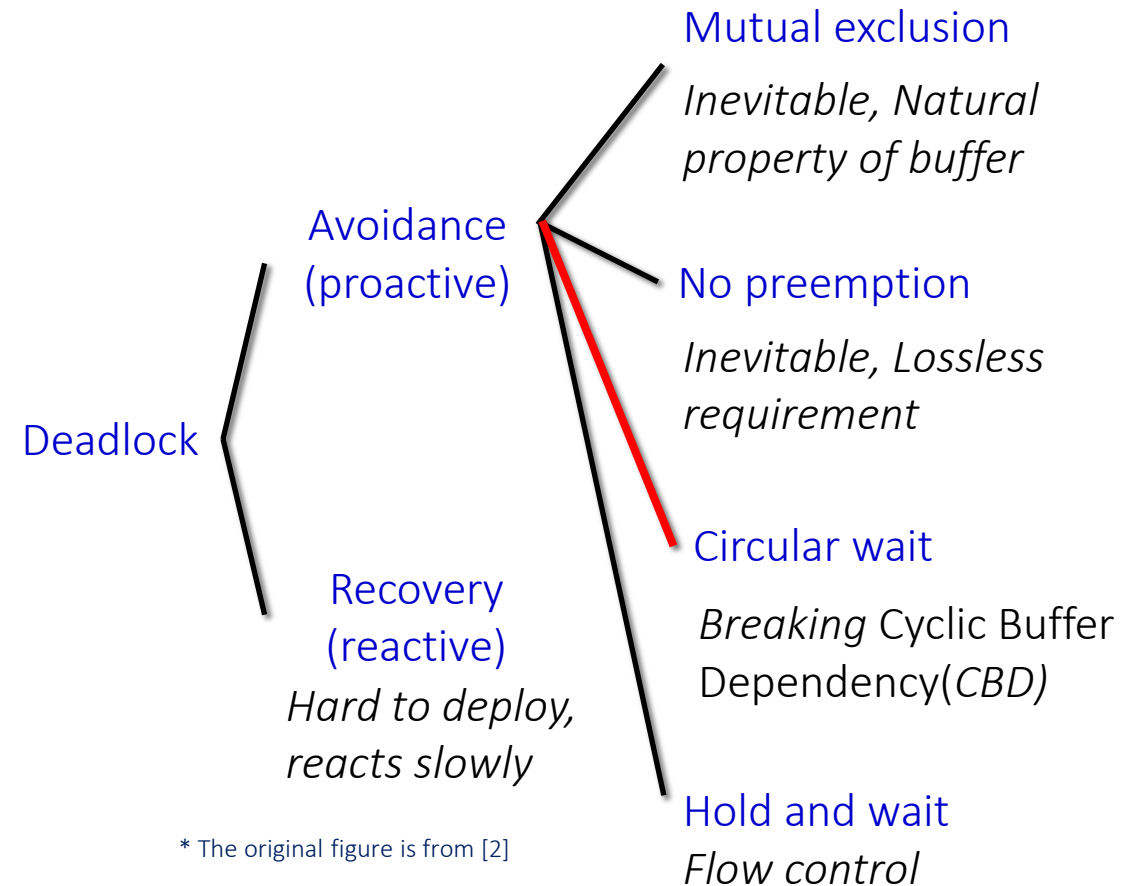 Mutual exclusion
Inevitable, Natural
property of buffer
Avoidance
(proactive)
No preemption
Inevitable, Lossless
requirement
Deadlock
Circular wait
Breaking Cyclic Buffer
Dependency(CBD)
Recovery
(reactive)
Hard to deploy,
reacts slowly
Hold and wait
Flow control
* The original figure is from [2]